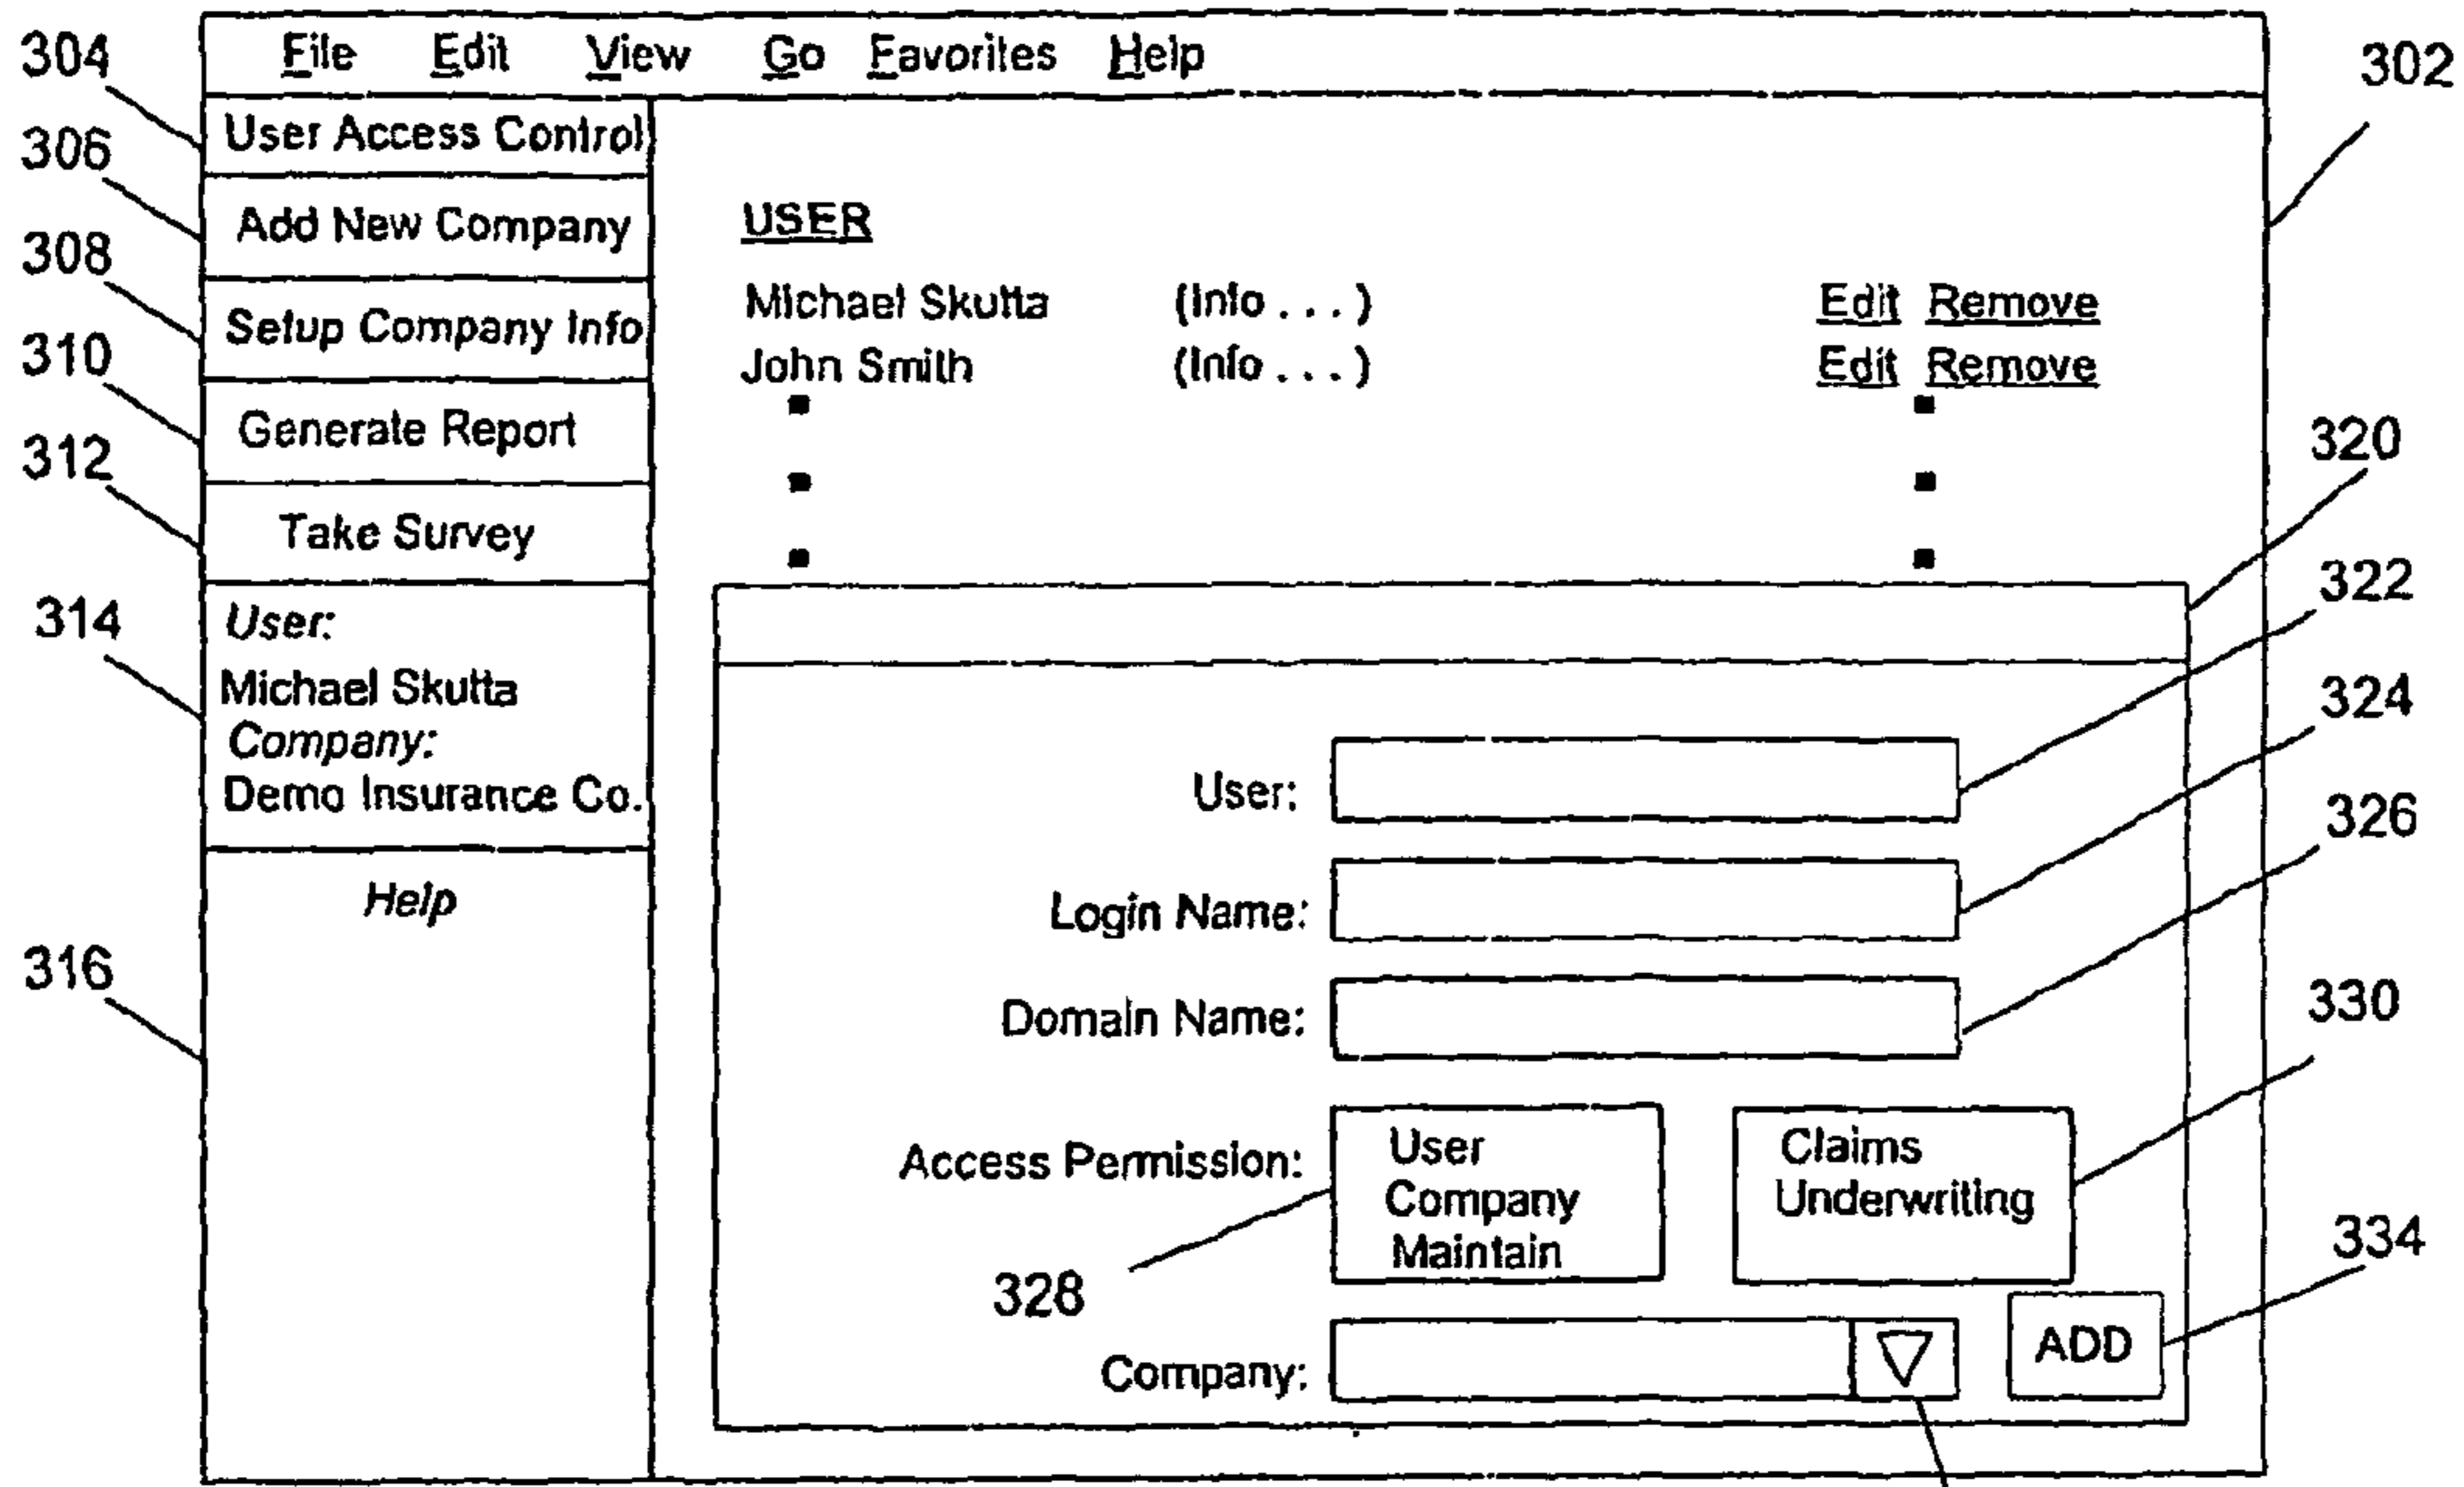 File Edit View Go Favorites Help
304
302
User Access Control
306
Add New Company
308
Setup Company Info
310
Generate Report
312
Take Survey
314
User:
Michael Skutta
Company:
Demo Insurance Co.
316
Help
USER
Michael Skutta (Info . . . ) Edit Remove
John Smith (Info . . . ) Edit Remove
320
322
User:
324
Login Name:
326
Domain Name:
330
Access Permission:
User
Company
Maintain
Claims
Underwriting
328
334
Company:
ADD